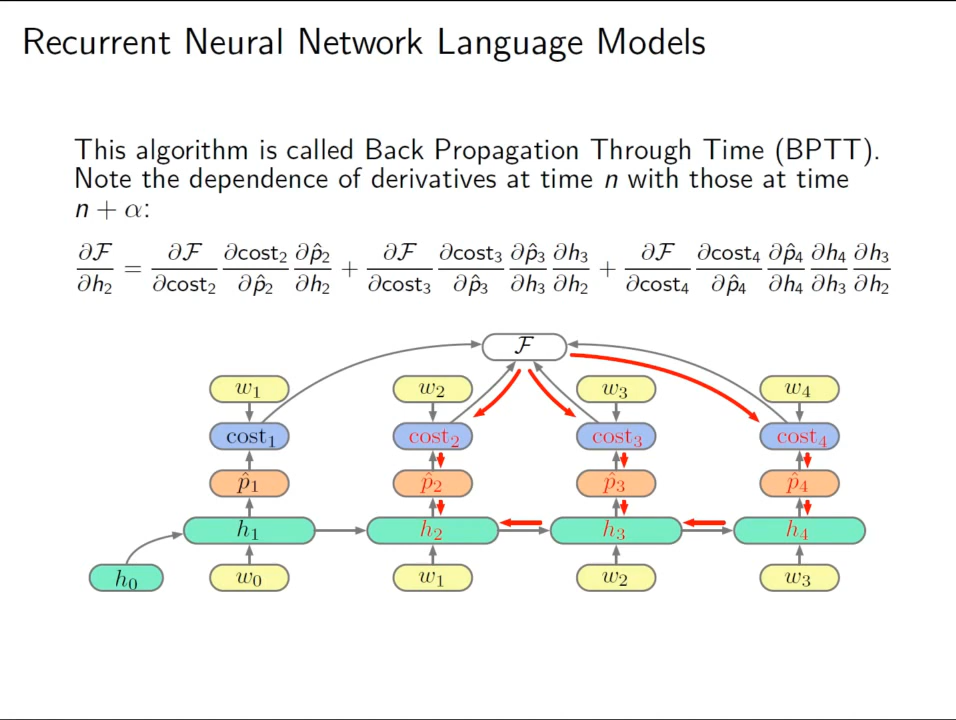 Recurrent Neural Network Language Models
This algorithm is called Back Propagation Through Time (BPTT).
Note the dependence of derivatives at time n with those at time
n + α:
∂ℱ/∂h₂ = ∂ℱ/∂cost₂ ∂cost₂/∂p̂₂ ∂p̂₂/∂h₂ + ∂ℱ/∂cost₃ ∂cost₃/∂p̂₃ ∂p̂₃/∂h₃ ∂h₃/∂h₂ + ∂ℱ/∂cost₄ ∂cost₄/∂p̂₄ ∂p̂₄/∂h₄ ∂h₄/∂h₃ ∂h₃/∂h₂
ℱ
w₁ w₂ w₃ w₄
cost₁ cost₂ cost₃ cost₄
p̂₁ p̂₂ p̂₃ p̂₄
h₁ h₂ h₃ h₄
h₀ w₀ w₁ w₂ w₃